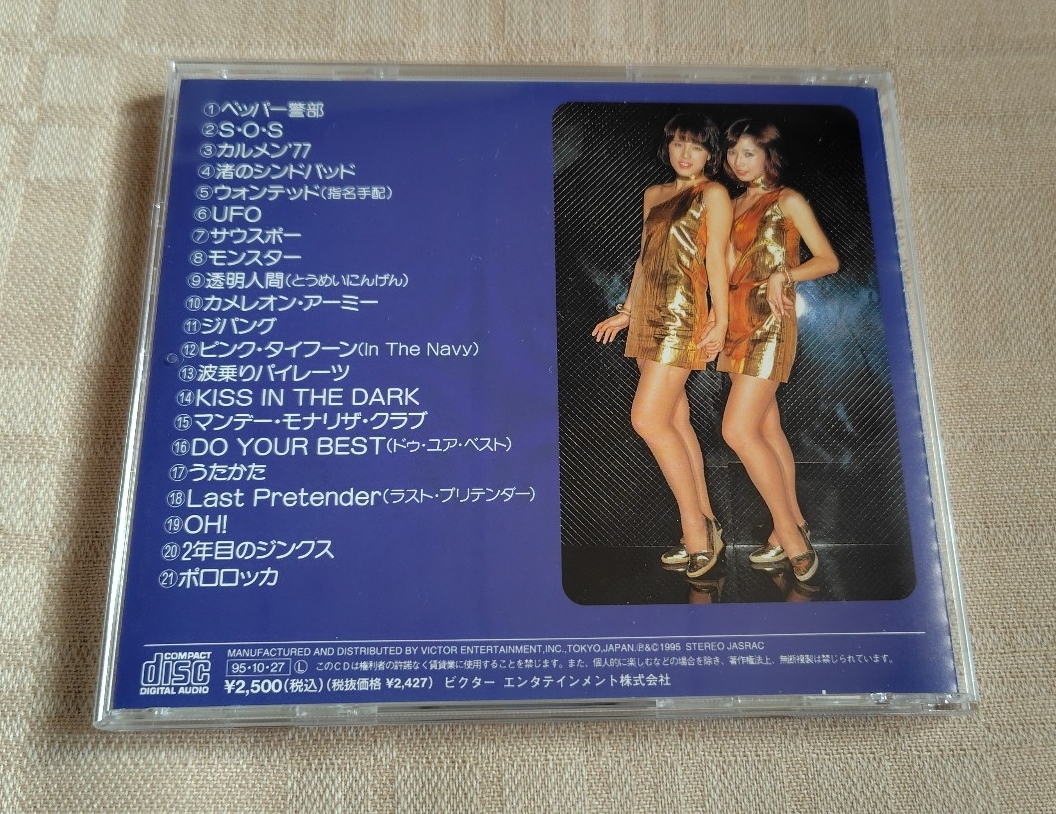 ①ペッパー警部
②S・O・S
③カルメン'77
④渚のシンドバッド
⑤ウォンテッド(指名手配)
⑥UFO
⑦サウスポー
⑧モンスター
⑨透明人間(とうめいにんげん)
⑩カメレオン・アーミー
⑪ジパング
⑫ピンク・タイフーン(In The Navy)
⑬波乗りパイレーツ
⑭KISS IN THE DARK
⑮マンデー・モナリザ・クラブ
⑯DO YOUR BEST(ドゥ・ユア・ベスト)
⑰うたかた
⑱Last Pretender(ラスト・プリテンダー)
⑲OH!
⑳2年目のジンクス
㉑ポロロッカ
COMPACT
disc
DIGITAL AUDIO
MANUFACTURED AND DISTRIBUTED BY VICTOR ENTERTAINMENT,INC.,TOKYO,JAPAN.℗&©1995 STEREO JASRAC
95・10・27 Ⓛ このCDは権利者の許諾なく賃貸業に使用することを禁じます。また、個人的に楽しむなどの場合を除き、著作権法上、無断複製は禁じられています。
¥2,500(税込)(税抜価格 ¥2,427) ビクター エンタテインメント株式会社